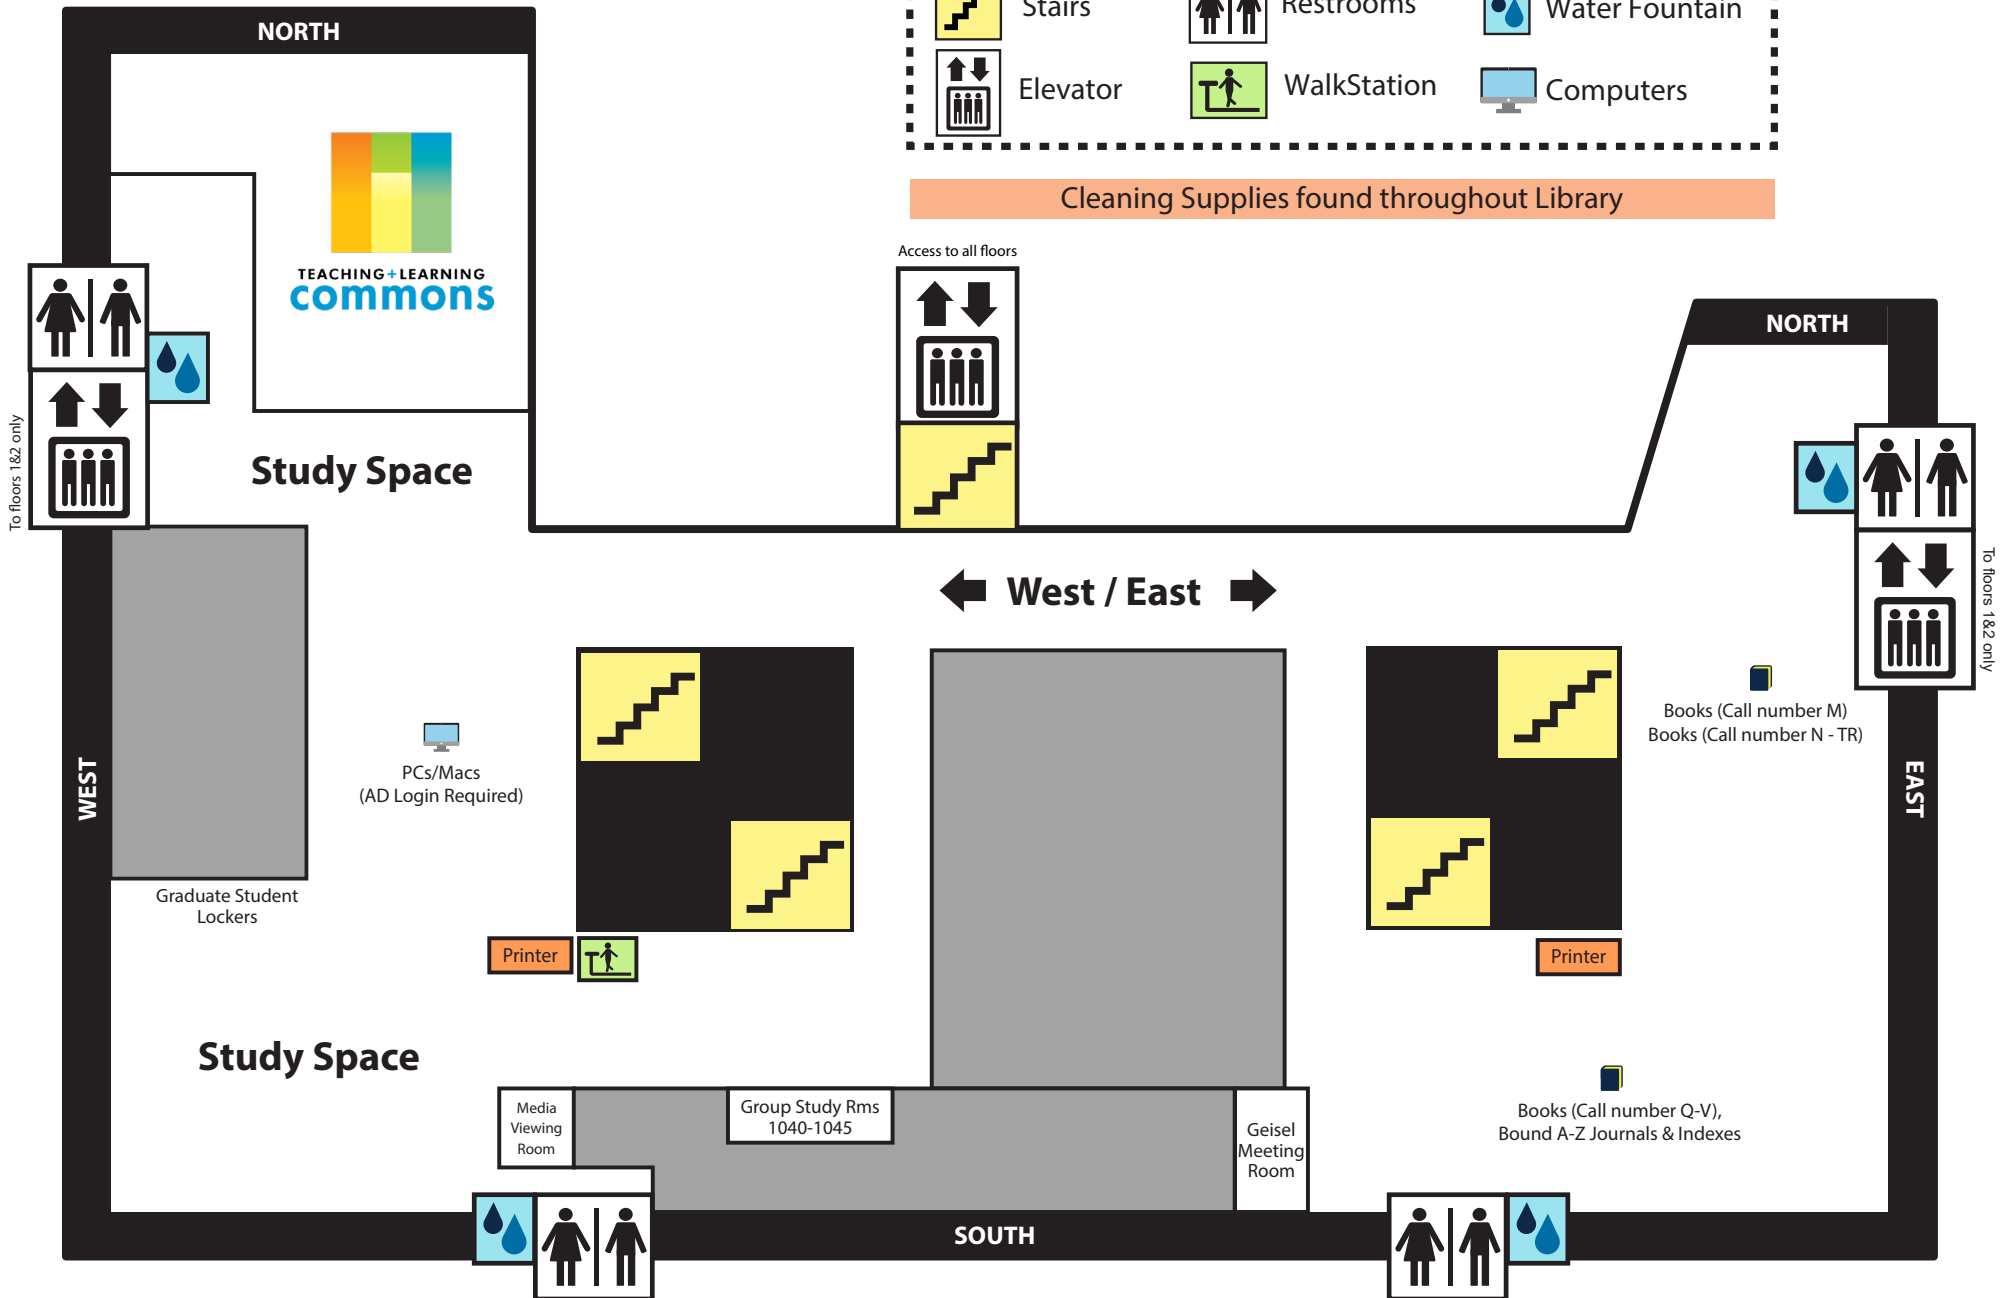 NORTH
Stairs
Restrooms
Water Fountain
Elevator
WalkStation
Computers
Cleaning Supplies found throughout Library
TEACHING+LEARNING
commons
Access to all floors
NORTH
To floors 1&2 only
Study Space
West / East
To floors 1&2 only
Books (Call number M)
Books (Call number N - TR)
WEST
PCs/Macs
(AD Login Required)
EAST
Graduate Student
Lockers
Printer
Printer
Study Space
Media
Viewing
Room
Group Study Rms
1040-1045
Geisel
Meeting
Room
Books (Call number Q-V),
Bound A-Z Journals & Indexes
SOUTH